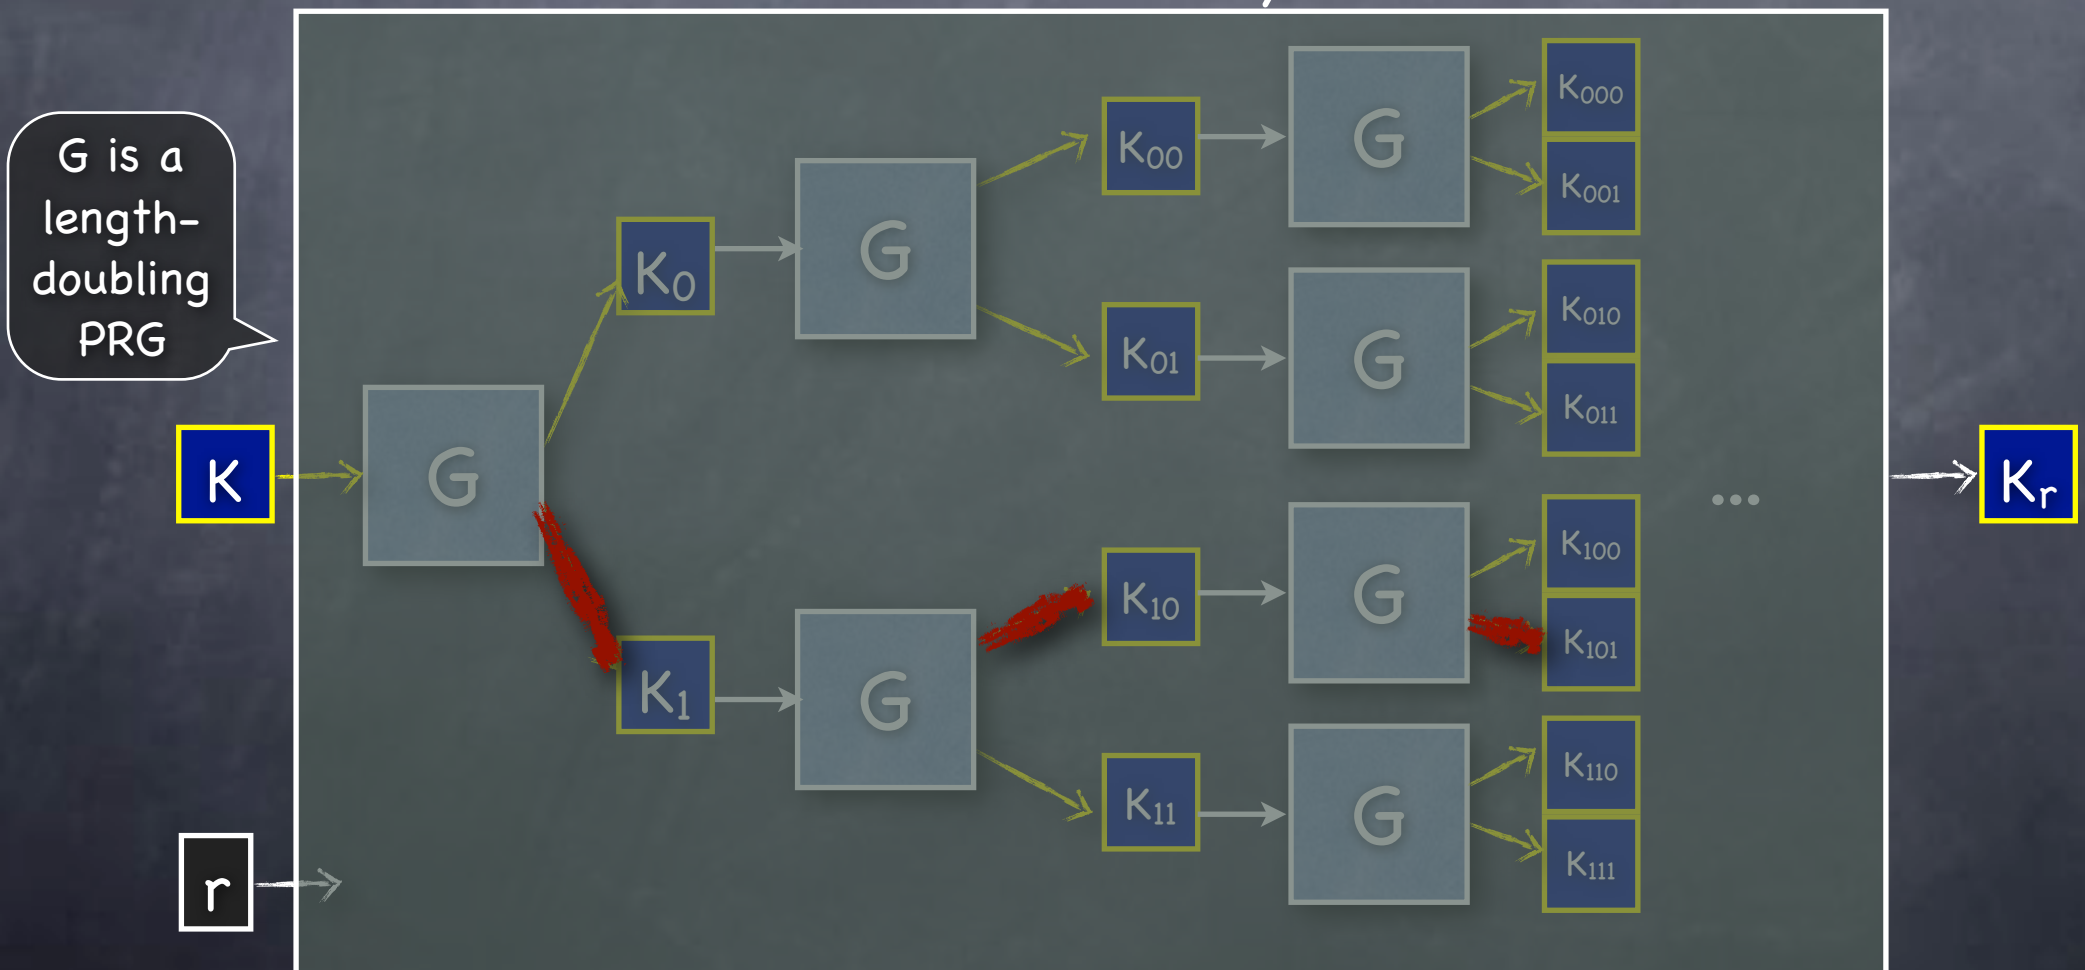 G is a
length-
doubling
PRG
K
r
G
K0
K1
G
G
K00
K01
K10
K11
G
G
G
G
K000
K001
K010
K011
K100
K101
K110
K111
...
Kr